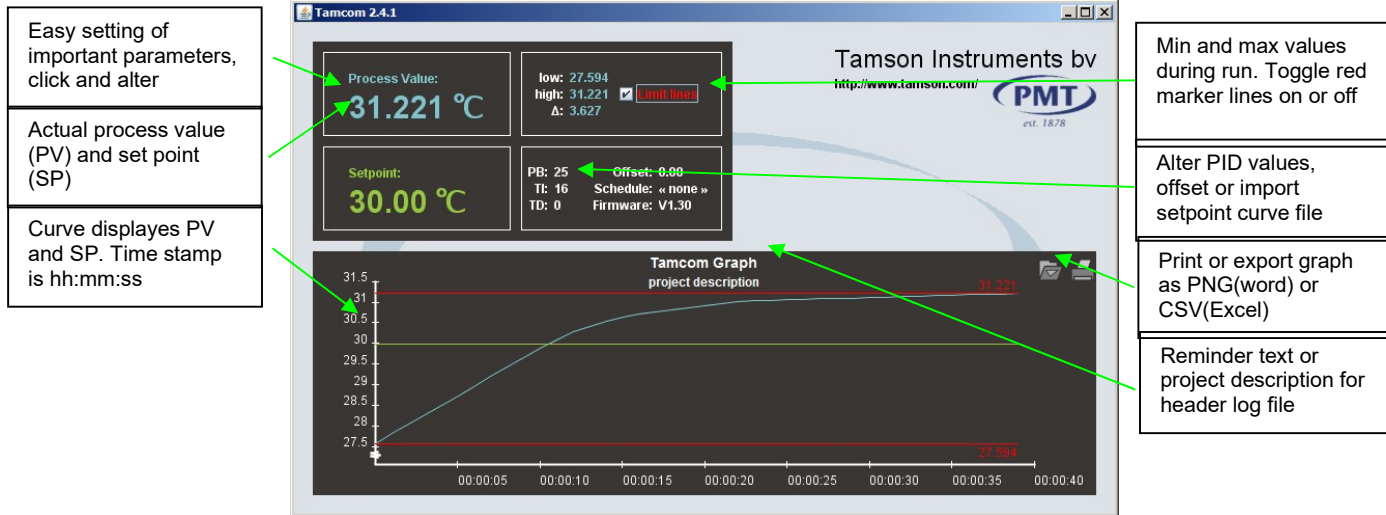 Easy setting of
important parameters,
click and alter
Actual process value
(PV) and set point
(SP)
Curve displayes PV
and SP. Time stamp
is hh:mm:ss
Tamcom 2.4.1
Process Value:
31.221 ℃
low: 27.594
high: 31.221 Limit lines
Δ: 3.627
Setpoint:
30.00 ℃
PB: 25 Offset: 0.00
TI: 16 Schedule: « none »
TD: 0 Firmware: V1.30
Tamson Instruments bv
http://www.tamson.com/
PMT
est. 1878
Tamcom Graph
project description
31.5
31
30.5
30
29.5
29
28.5
28
27.5
31.221
27.594
00:00:05 00:00:10 00:00:15 00:00:20 00:00:25 00:00:30 00:00:35 00:00:40
Min and max values
during run. Toggle red
marker lines on or off
Alter PID values,
offset or import
setpoint curve file
Print or export graph
as PNG(word) or
CSV(Excel)
Reminder text or
project description for
header log file